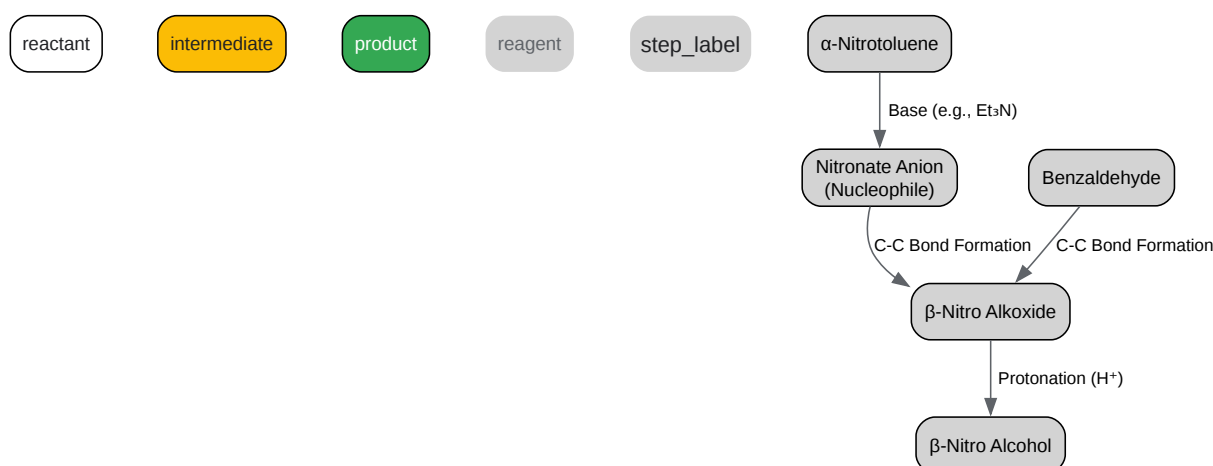 reactant
intermediate
product
reagent
step_label
α-Nitrotoluene
Base (e.g., Et₃N)
Nitronate Anion
(Nucleophile)
Benzaldehyde
C-C Bond Formation
C-C Bond Formation
β-Nitro Alkoxide
Protonation (H⁺)
β-Nitro Alcohol